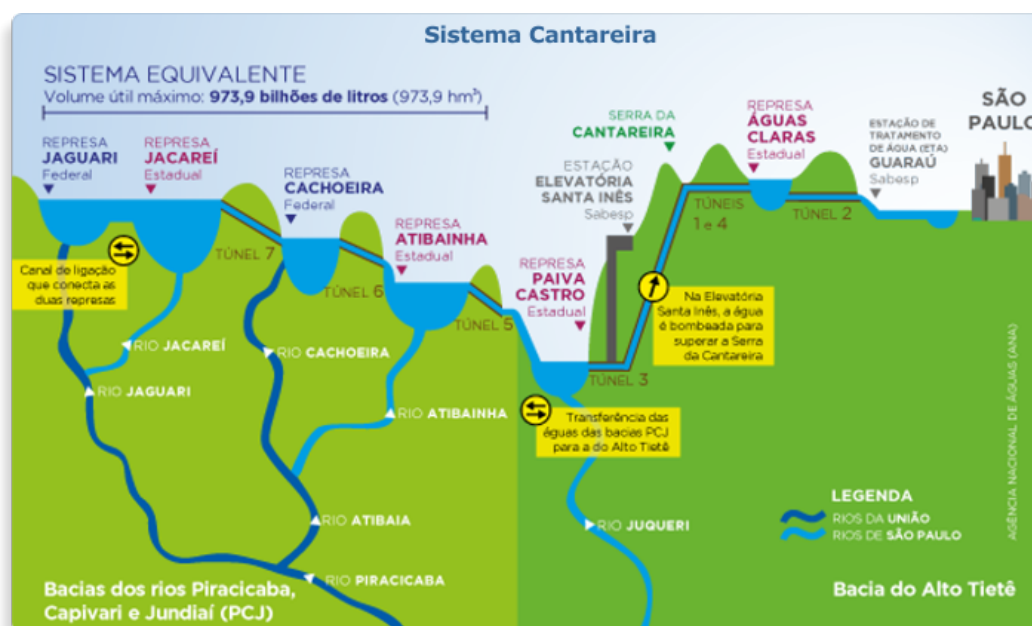 Sistema Cantareira
SISTEMA EQUIVALENTE
Volume útil máximo: 973,9 bilhões de litros (973,9 hm³)
REPRESA
JAGUARI
Federal
REPRESA
JACAREÍ
Estadual
REPRESA
CACHOEIRA
Federal
REPRESA
ATIBAINHA
Estadual
REPRESA
PAIVA
CASTRO
Estadual
ESTAÇÃO
ELEVATÓRIA
SANTA INÊS
Sabesp
SERRA DA
CANTAREIRA
REPRESA
ÁGUAS
CLARAS
Estadual
ESTAÇÃO DE
TRATAMENTO
DE ÁGUA (ETA)
GUARAÚ
Sabesp
SÃO
PAULO
TÚNEL 7
TÚNEL 6
TÚNEL 5
TÚNEL 3
TÚNEIS
1 e 4
TÚNEL 2
Canal de ligação
que conecta as
duas represas
Na Elevatória
Santa Inês, a água
é bombeada para
superar a Serra
da Cantareira
Transferência das
águas das bacias PCJ
para a do Alto Tietê
RIO JACAREÍ
RIO JAGUARI
RIO CACHOEIRA
RIO ATIBAINHA
RIO ATIBAIA
RIO PIRACICABA
RIO JUQUERI
LEGENDA
RIOS DA UNIÃO
RIOS DE SÃO PAULO
Bacias dos rios Piracicaba,
Capivari e Jundiaí (PCJ)
Bacia do Alto Tietê
AGÊNCIA NACIONAL DE ÁGUAS (ANA)